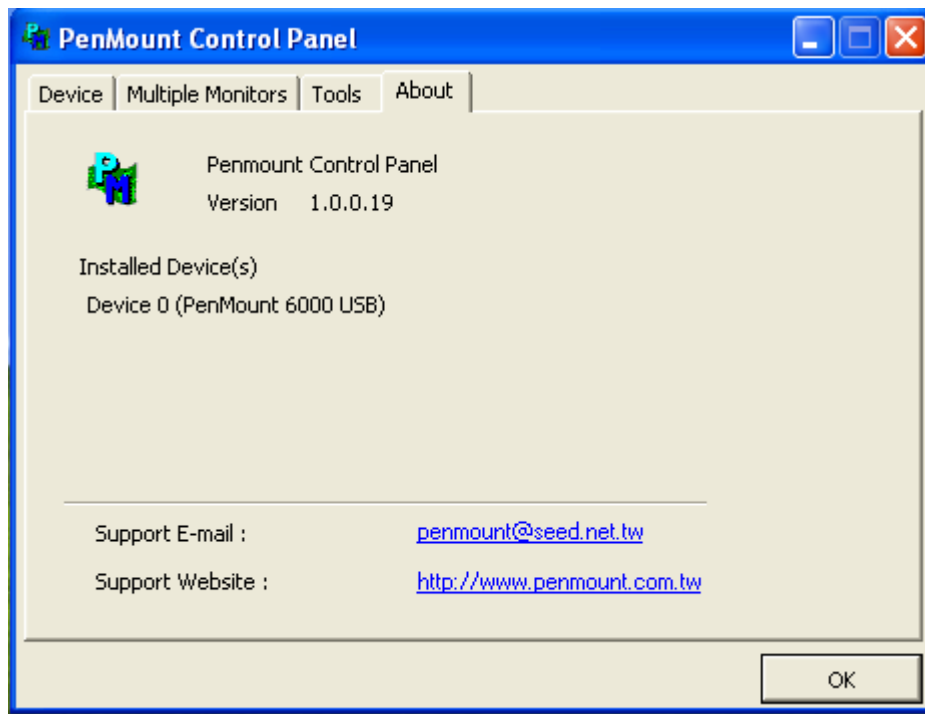 PenMount Control Panel
Device Multiple Monitors Tools About
PM
Penmount Control Panel
Version 1.0.0.19
Installed Device(s)
Device 0 (PenMount 6000 USB)
Support E-mail : penmount@seed.net.tw
Support Website : http://www.penmount.com.tw
OK